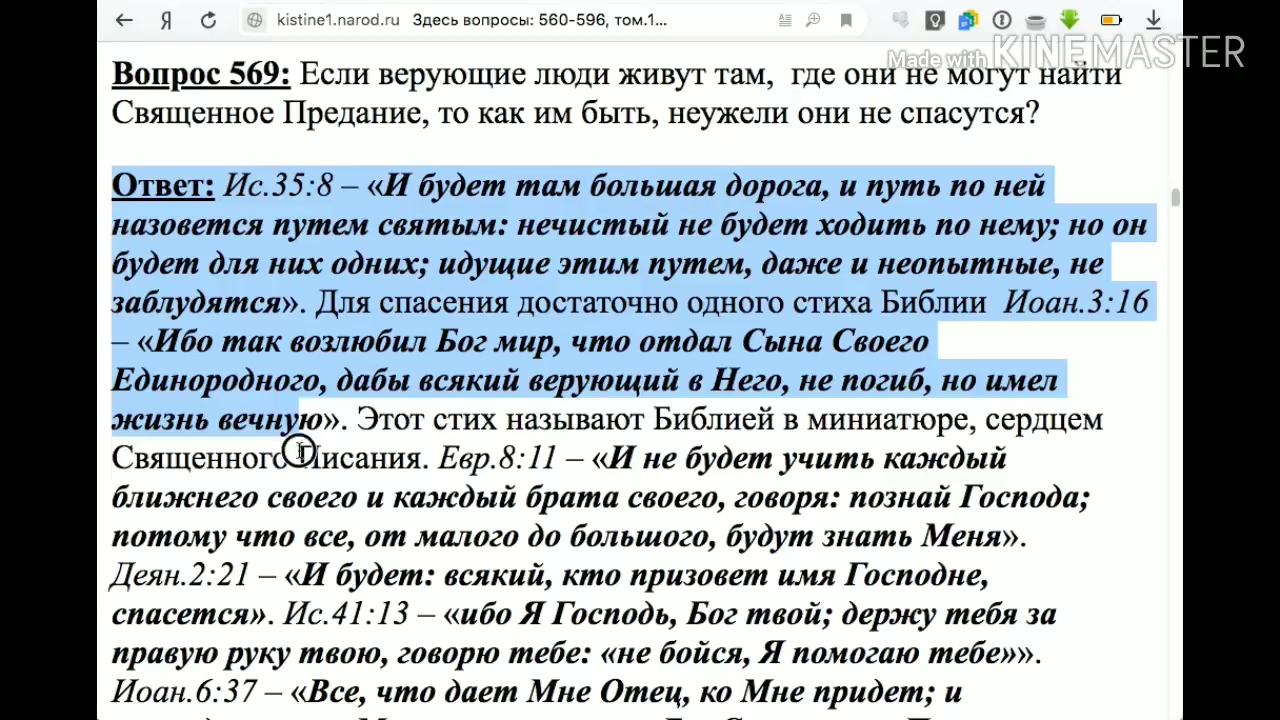 kistine1.narod.ru Здесь вопросы: 560-596, том.1...
Made with KINEMASTER
Вопрос 569: Если верующие люди живут там, где они не могут найти
Священное Предание, то как им быть, неужели они не спасутся?
Ответ: Ис.35:8 – «И будет там большая дорога, и путь по ней
назовется путем святым: нечистый не будет ходить по нему; но он
будет для них одних; идущие этим путем, даже и неопытные, не
заблудятся». Для спасения достаточно одного стиха Библии Иоан.3:16
– «Ибо так возлюбил Бог мир, что отдал Сына Своего
Единородного, дабы всякий верующий в Него, не погиб, но имел
жизнь вечную». Этот стих называют Библией в миниатюре, сердцем
Священного Писания. Евр.8:11 – «И не будет учить каждый
ближнего своего и каждый брата своего, говоря: познай Господа;
потому что все, от малого до большого, будут знать Меня».
Деян.2:21 – «И будет: всякий, кто призовет имя Господне,
спасется». Ис.41:13 – «ибо Я Господь, Бог твой; держу тебя за
правую руку твою, говорю тебе: «не бойся, Я помогаю тебе»».
Иоан.6:37 – «Все, что дает Мне Отец, ко Мне придет; и